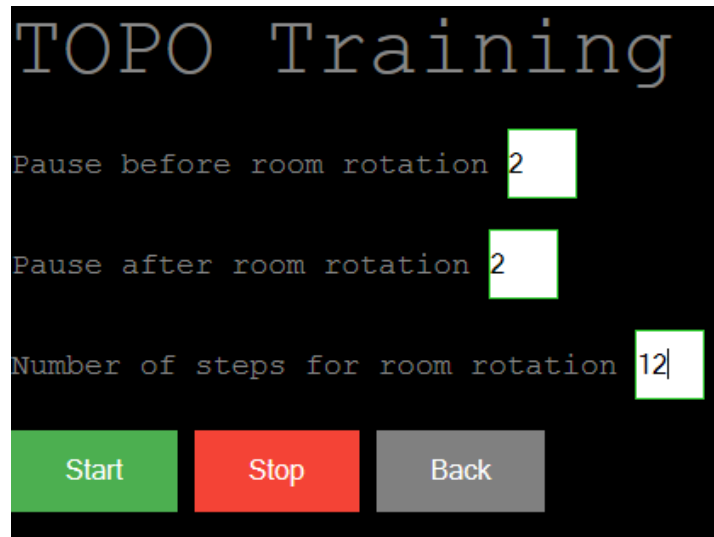 TOPO Training
Pause before room rotation 2
Pause after room rotation 2
Number of steps for room rotation 12
Start Stop Back